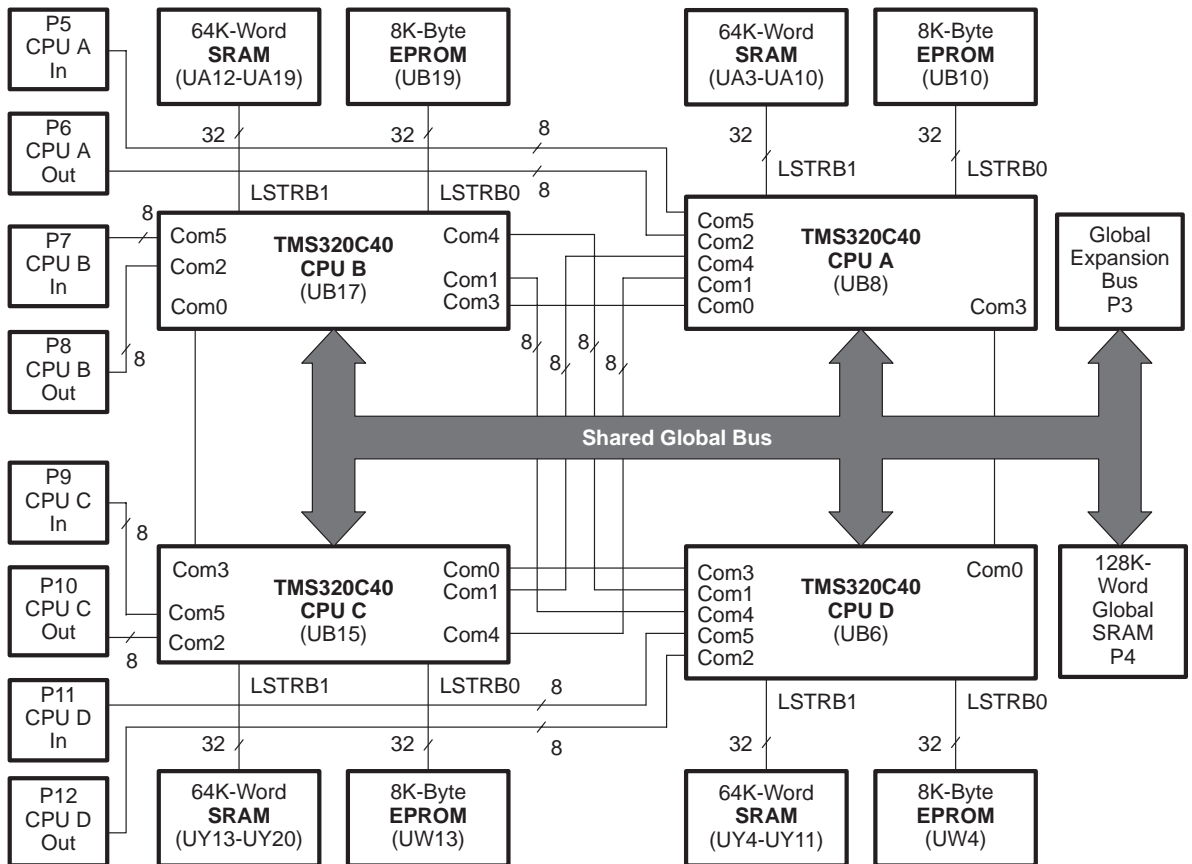 P5
CPU A
In
P6
CPU A
Out
P7
CPU B
In
P8
CPU B
Out
P9
CPU C
In
P10
CPU C
Out
P11
CPU D
In
P12
CPU D
Out
64K-Word
SRAM
(UA12-UA19)
8K-Byte
EPROM
(UB19)
64K-Word
SRAM
(UA3-UA10)
8K-Byte
EPROM
(UB10)
32
32
8
8
32
32
LSTRB1
LSTRB0
LSTRB1
LSTRB0
8
8
Com5
Com2
Com0
TMS320C40
CPU B
(UB17)
Com4
Com1
Com3
Com5
Com2
Com4
Com1
Com0
TMS320C40
CPU A
(UB8)
Com3
Global
Expansion
Bus
P3
8
8
8
8
Shared Global Bus
8
8
Com3
Com5
Com2
TMS320C40
CPU C
(UB15)
Com0
Com1
Com4
Com3
Com1
Com4
Com5
Com2
TMS320C40
CPU D
(UB6)
Com0
128K-
Word
Global
SRAM
P4
LSTRB1
LSTRB0
8
8
LSTRB1
LSTRB0
32
32
32
32
64K-Word
SRAM
(UY13-UY20)
8K-Byte
EPROM
(UW13)
64K-Word
SRAM
(UY4-UY11)
8K-Byte
EPROM
(UW4)